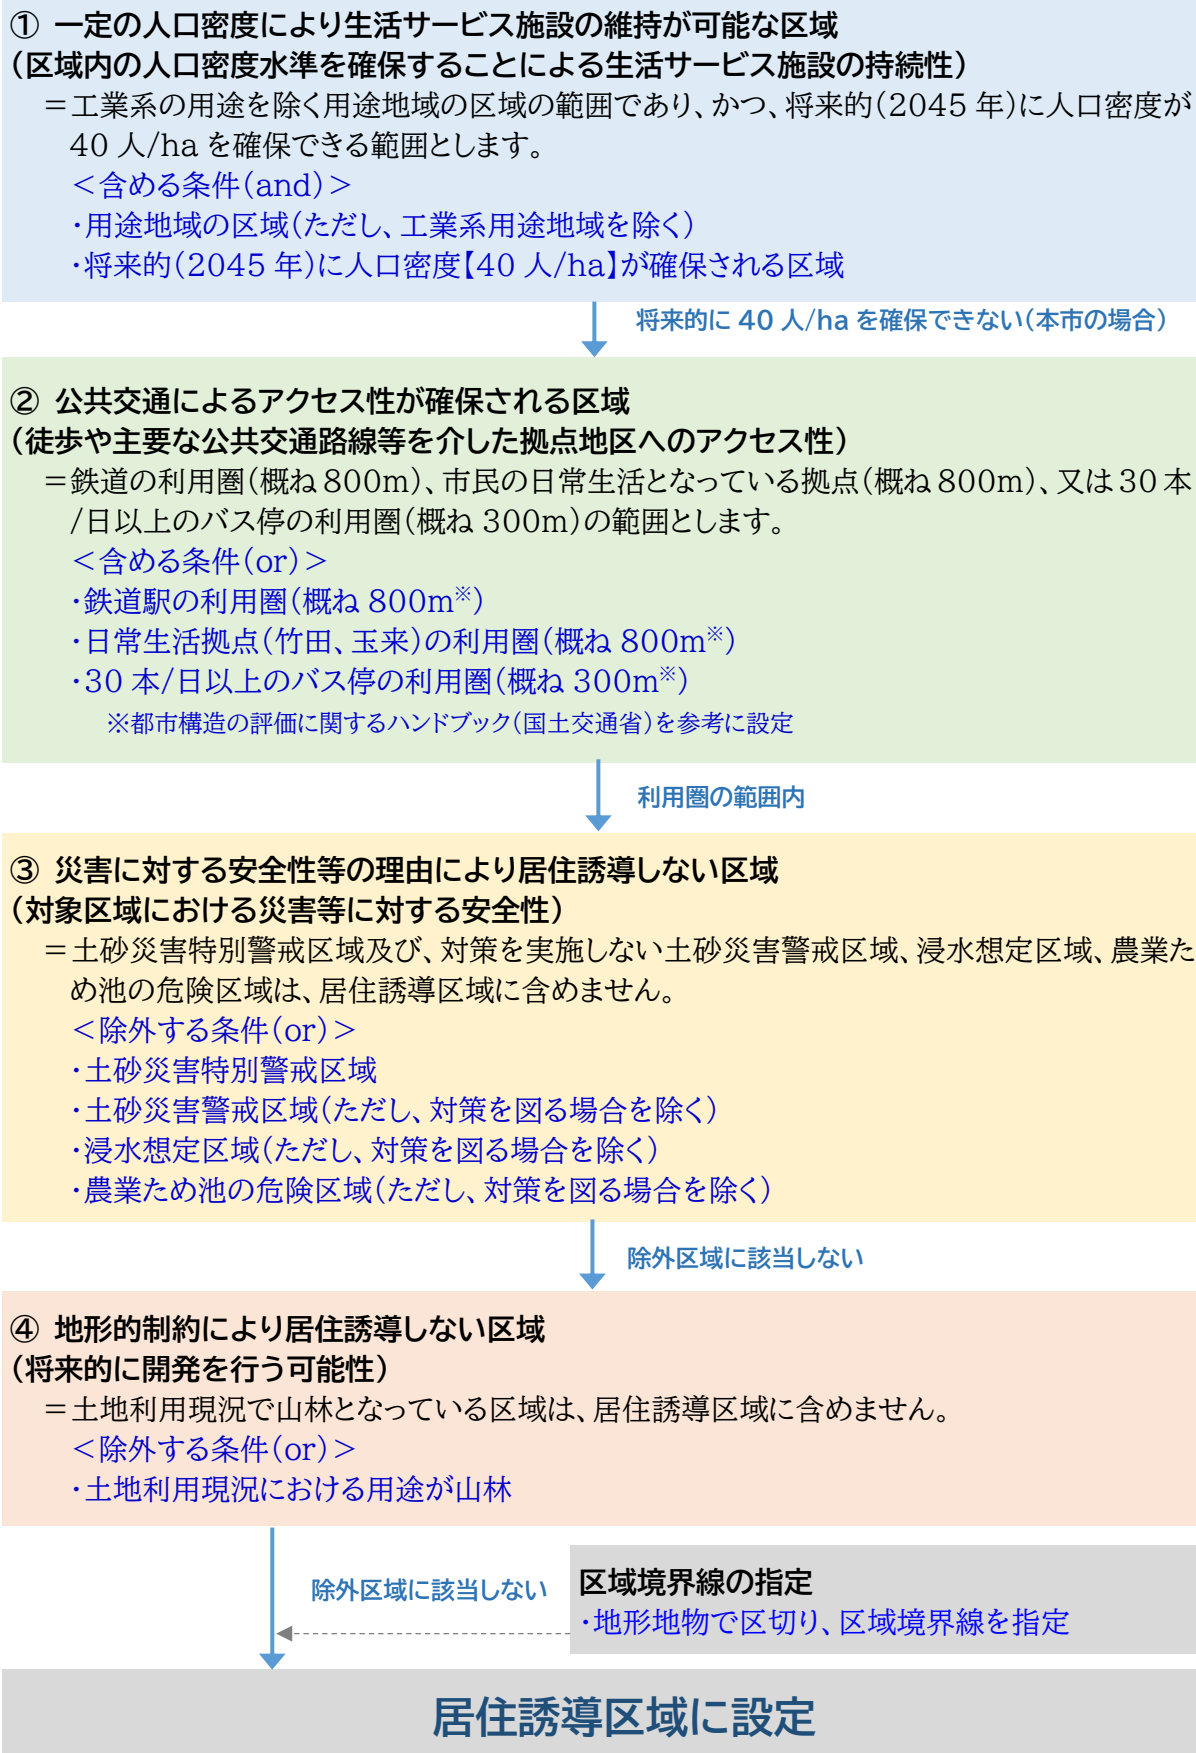 ① 一定の人口密度により生活サービス施設の維持が可能な区域
（区域内の人口密度水準を確保することによる生活サービス施設の持続性）
＝工業系の用途を除く用途地域の区域の範囲であり、かつ、将来的（2045 年）に人口密度が
40 人/ha を確保できる範囲とします。
＜含める条件（and）＞
・用途地域の区域（ただし、工業系用途地域を除く）
・将来的（2045 年）に人口密度【40 人/ha】が確保される区域
将来的に 40 人/ha を確保できない（本市の場合）
② 公共交通によるアクセス性が確保される区域
（徒歩や主要な公共交通路線等を介した拠点地区へのアクセス性）
＝鉄道の利用圏（概ね 800m）、市民の日常生活となっている拠点（概ね 800m）、又は 30 本
/日以上のバス停の利用圏（概ね 300m）の範囲とします。
＜含める条件（or）＞
・鉄道駅の利用圏（概ね 800m※）
・日常生活拠点（竹田、玉来）の利用圏（概ね 800m※）
・30 本/日以上のバス停の利用圏（概ね 300m※）
※都市構造の評価に関するハンドブック（国土交通省）を参考に設定
利用圏の範囲内
③ 災害に対する安全性等の理由により居住誘導しない区域
（対象区域における災害等に対する安全性）
＝土砂災害特別警戒区域及び、対策を実施しない土砂災害警戒区域、浸水想定区域、農業た
め池の危険区域は、居住誘導区域に含めません。
＜除外する条件（or）＞
・土砂災害特別警戒区域
・土砂災害警戒区域（ただし、対策を図る場合を除く）
・浸水想定区域（ただし、対策を図る場合を除く）
・農業ため池の危険区域（ただし、対策を図る場合を除く）
除外区域に該当しない
④ 地形的制約により居住誘導しない区域
（将来的に開発を行う可能性）
＝土地利用現況で山林となっている区域は、居住誘導区域に含めません。
＜除外する条件（or）＞
・土地利用現況における用途が山林
除外区域に該当しない
区域境界線の指定
・地形地物で区切り、区域境界線を指定
居住誘導区域に設定